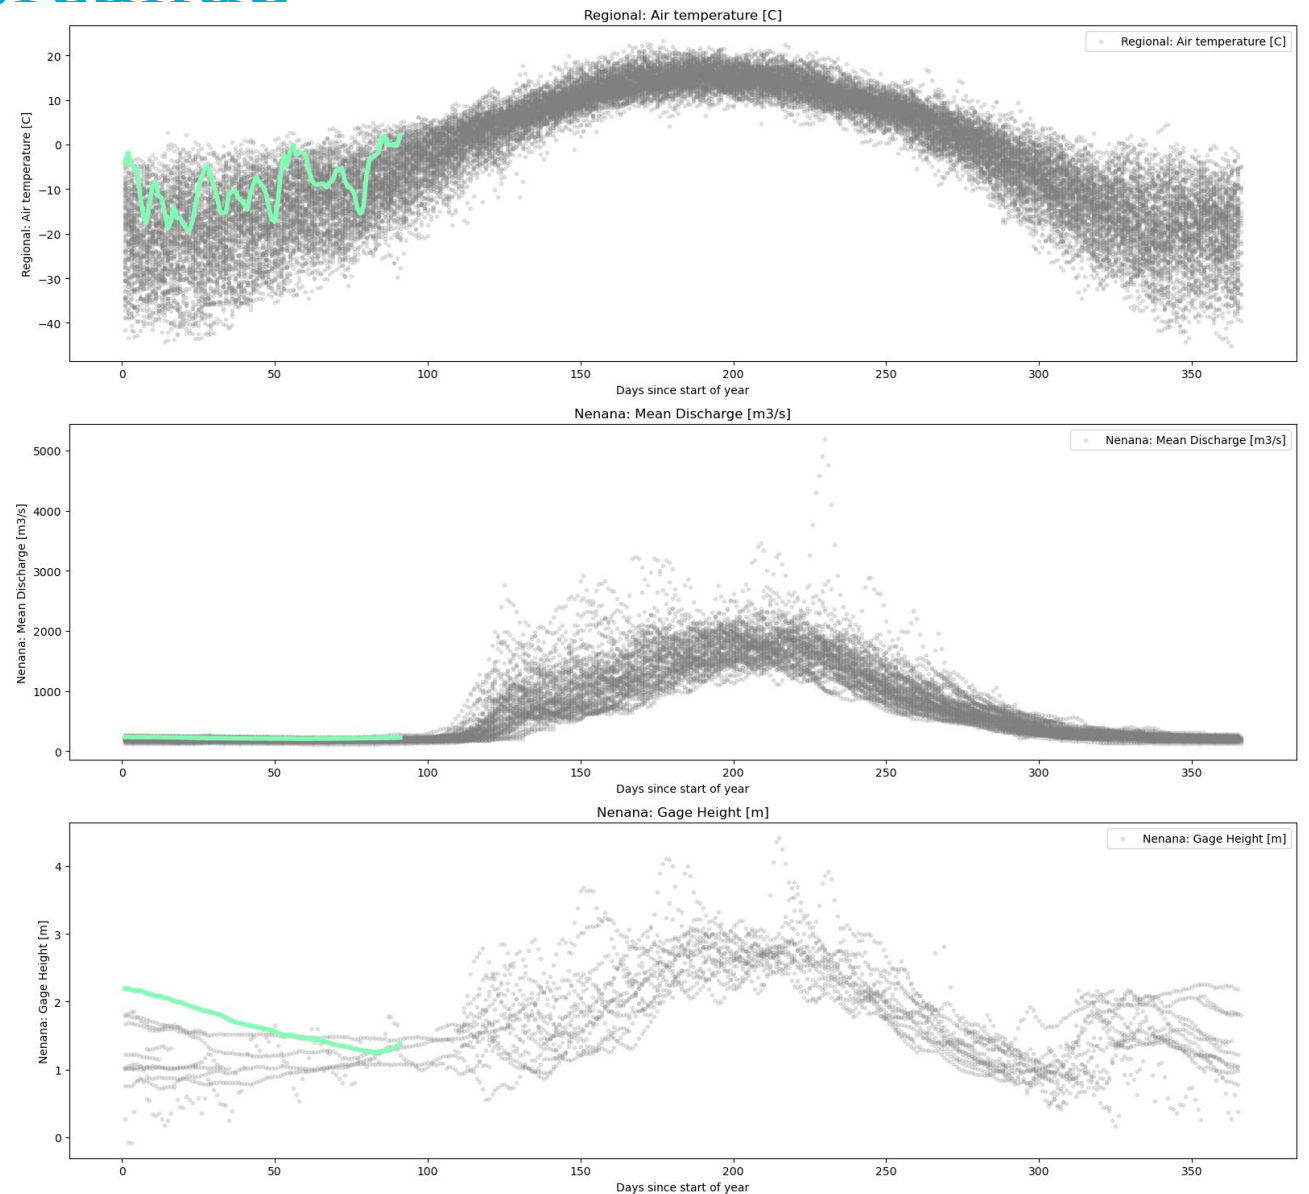 Regional: Air temperature [C]
Regional: Air temperature [C]
Regional: Air temperature [C]
20
10
0
−10
−20
−30
−40
0 50 100 150 200 250 300 350
Days since start of year
Nenana: Mean Discharge [m3/s]
Nenana: Mean Discharge [m3/s]
Nenana: Mean Discharge [m3/s]
5000
4000
3000
2000
1000
0
0 50 100 150 200 250 300 350
Days since start of year
Nenana: Gage Height [m]
Nenana: Gage Height [m]
Nenana: Gage Height [m]
4
3
2
1
0
0 50 100 150 200 250 300 350
Days since start of year